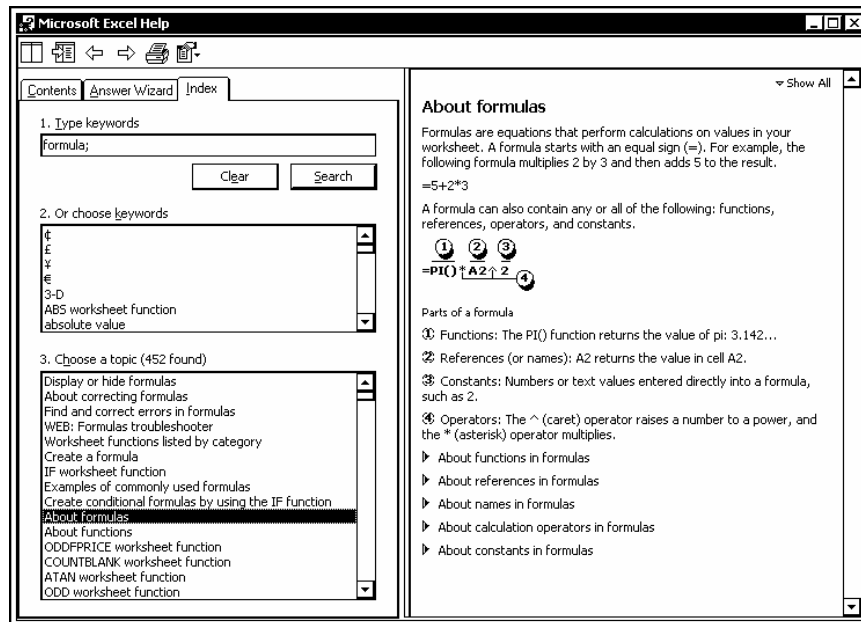 Microsoft Excel Help
Contents
Answer Wizard
Index
1. Type keywords
formula;
Clear
Search
2. Or choose keywords
¢
£
¥
€
3-D
ABS worksheet function
absolute value
3. Choose a topic (452 found)
Display or hide formulas
About correcting formulas
Find and correct errors in formulas
WEB: Formulas troubleshooter
Worksheet functions listed by category
Create a formula
IF worksheet function
Examples of commonly used formulas
Create conditional formulas by using the IF function
About formulas
About functions
ODDFPRICE worksheet function
COUNTBLANK worksheet function
ATAN worksheet function
ODD worksheet function
Show All
About formulas
Formulas are equations that perform calculations on values in your
worksheet. A formula starts with an equal sign (=). For example, the
following formula multiplies 2 by 3 and then adds 5 to the result.
=5+2*3
A formula can also contain any or all of the following: functions,
references, operators, and constants.
1 2 3
=PI()*A2^2
4
Parts of a formula
1 Functions: The PI() function returns the value of pi: 3.142...
2 References (or names): A2 returns the value in cell A2.
3 Constants: Numbers or text values entered directly into a formula,
such as 2.
4 Operators: The ^ (caret) operator raises a number to a power, and
the * (asterisk) operator multiplies.
About functions in formulas
About references in formulas
About names in formulas
About calculation operators in formulas
About constants in formulas